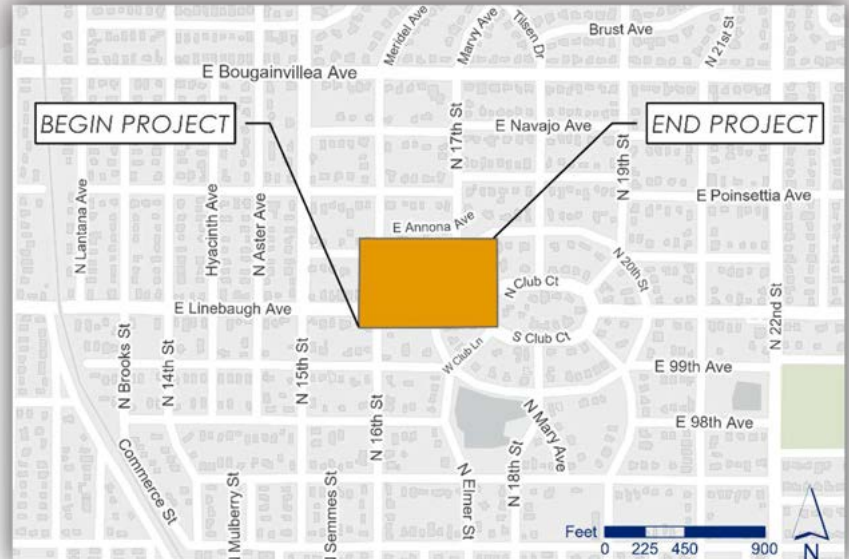 Meridel Ave
Marvy Ave
Tilsen Dr
Brust Ave
N 21st St
E Bougainvillea Ave
BEGIN PROJECT
END PROJECT
N 17th St
E Navajo Ave
N 19th St
E Poinsettia Ave
N Lantana Ave
Hyacinth Ave
N Aster Ave
E Annona Ave
N 20th St
N Club Ct
E Linebaugh Ave
N 22nd St
S Club Ct
W Club Ln
N Brooks St
N 14th St
N 15th St
E 99th Ave
N 16th St
N Mary Ave
E 98th Ave
Commerce St
N 18th St
N Elmer St
Mulberry St
Semmes St
Feet
0 225 450 900
N